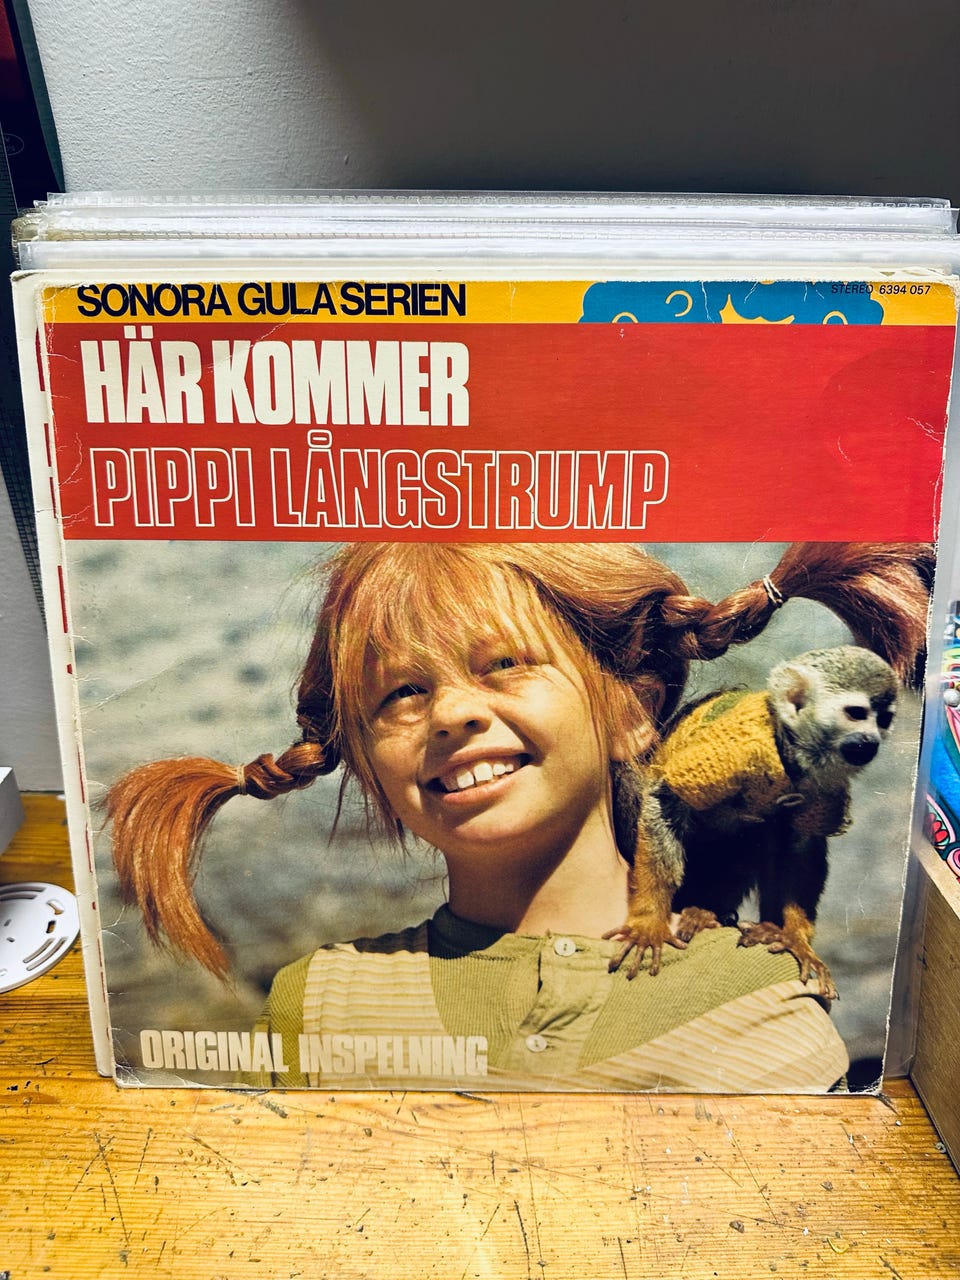 SONORA GULA SERIEN
STEREO 6394 057
HÄR KOMMER
PIPPI LÅNGSTRUMP
ORIGINAL INSPELNING